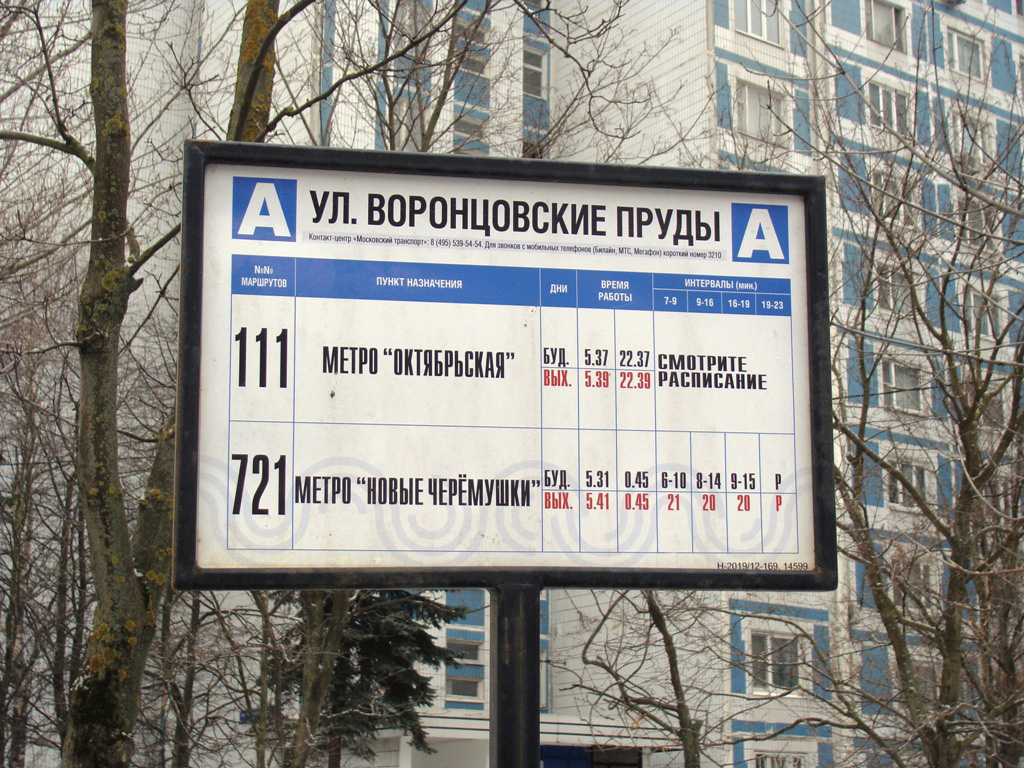 А УЛ. ВОРОНЦОВСКИЕ ПРУДЫ А
Контакт-центр «Московский транспорт»: 8 (495) 539-54-54. Для звонков с мобильных телефонов (Билайн, МТС, Мегафон) короткий номер 3210
№№ МАРШРУТОВ ПУНКТ НАЗНАЧЕНИЯ ДНИ ВРЕМЯ РАБОТЫ ИНТЕРВАЛЫ (мин.)
7-9 9-16 16-19 19-23
111 МЕТРО “ОКТЯБРЬСКАЯ” БУД. 5.37 22.37 СМОТРИТЕ
ВЫХ. 5.39 22.39 РАСПИСАНИЕ
721 МЕТРО “НОВЫЕ ЧЕРЁМУШКИ” БУД. 5.31 0.45 6-10 8-14 9-15 Р
ВЫХ. 5.41 0.45 21 20 20 Р
Н-2019/12-169, 14599